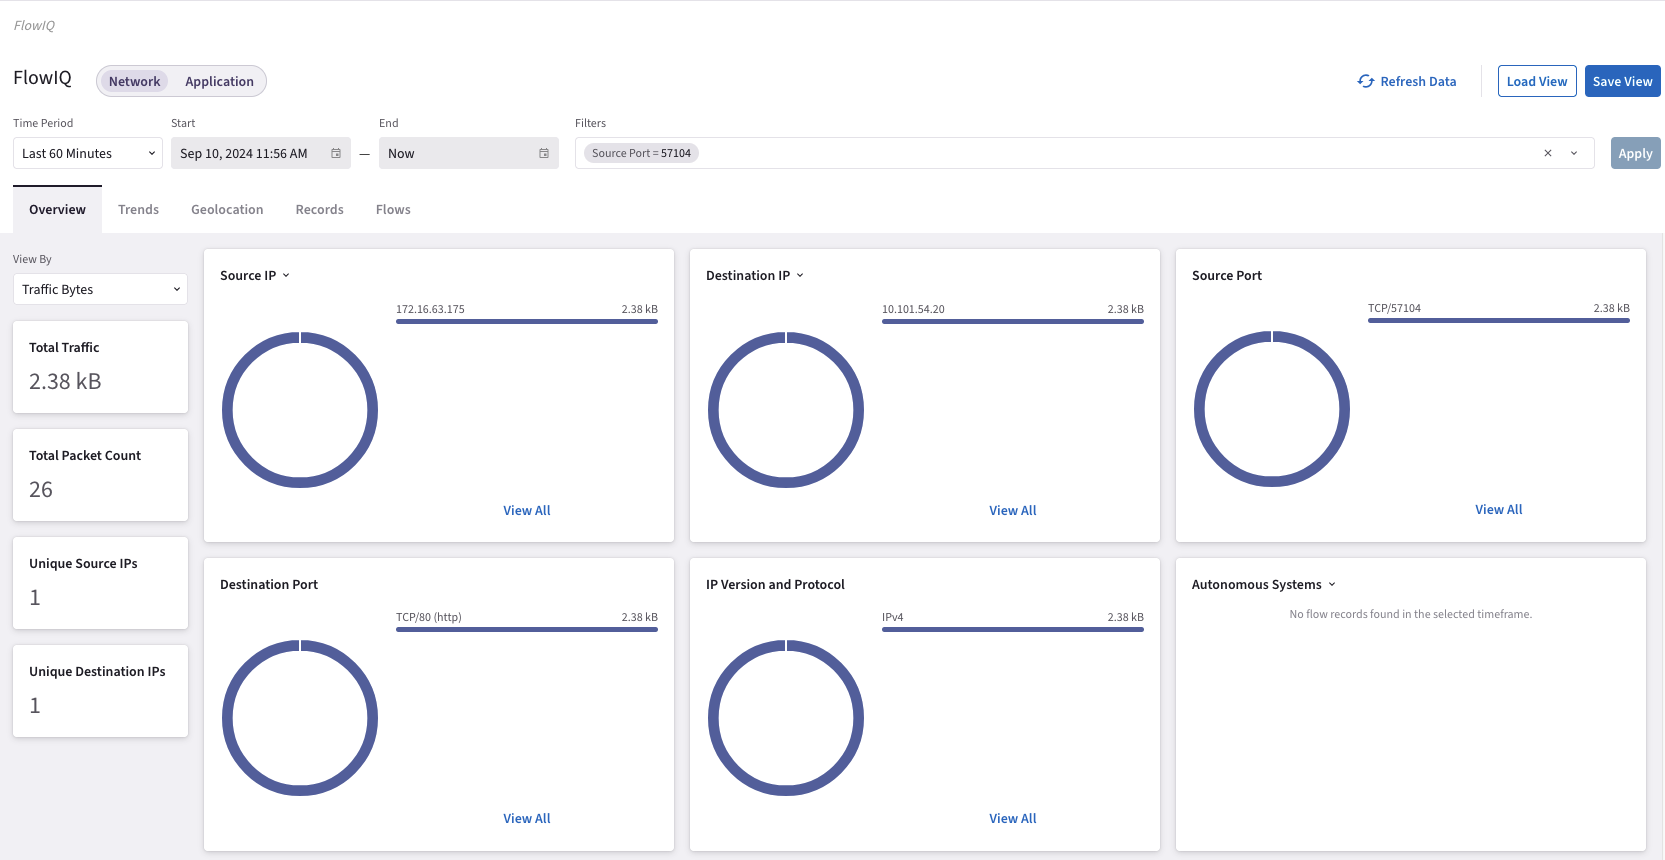 FlowIQ
FlowIQ
Network Application
Refresh Data
Load View
Save View
Time Period
Start
End
Filters
Last 60 Minutes
Sep 10, 2024 11:56 AM
—
Now
Source Port = 57104
Apply
Overview Trends Geolocation Records Flows
View By
Traffic Bytes
Total Traffic
2.38 kB
Total Packet Count
26
Unique Source IPs
1
Unique Destination IPs
1
Source IP
172.16.63.175 2.38 kB
View All
Destination IP
10.101.54.20 2.38 kB
View All
Source Port
TCP/57104 2.38 kB
View All
Destination Port
TCP/80 (http) 2.38 kB
View All
IP Version and Protocol
IPv4 2.38 kB
View All
Autonomous Systems
No flow records found in the selected timeframe.